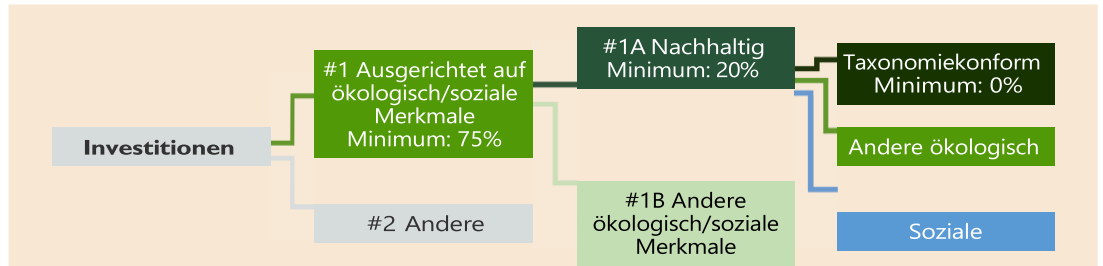 Investitionen
#1 Ausgerichtet auf
ökologisch/soziale
Merkmale
Minimum: 75%
#2 Andere
#1A Nachhaltig
Minimum: 20%
#1B Andere
ökologisch/soziale
Merkmale
Taxonomiekonform
Minimum: 0%
Andere ökologisch
Soziale